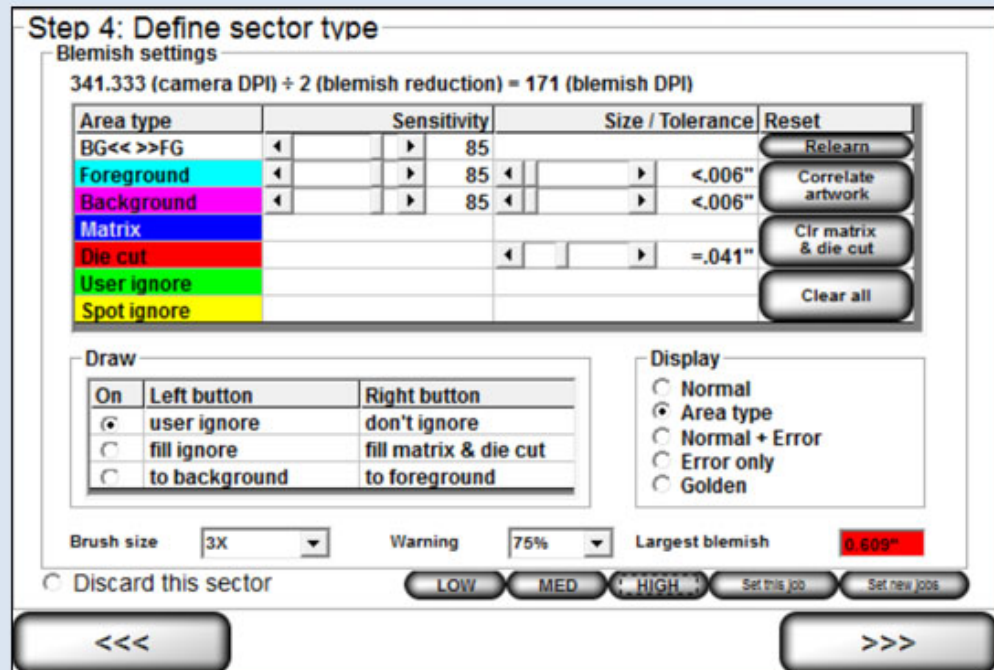 Step 4: Define sector type
Blemish settings
341.333 (camera DPI) ÷ 2 (blemish reduction) = 171 (blemish DPI)
Area type Sensitivity Size / Tolerance Reset
BG<< >>FG 85 Relearn
Foreground 85 <.006" Correlate artwork
Background 85 <.006"
Matrix Clr matrix & die cut
Die cut =.041"
User ignore Clear all
Spot ignore
Draw
On Left button Right button
user ignore don't ignore
fill ignore fill matrix & die cut
to background to foreground
Display
Normal
Area type
Normal + Error
Error only
Golden
Brush size 3X Warning 75% Largest blemish 0.609"
Discard this sector LOW MED HIGH Set this job Set new jobs
<<< >>>